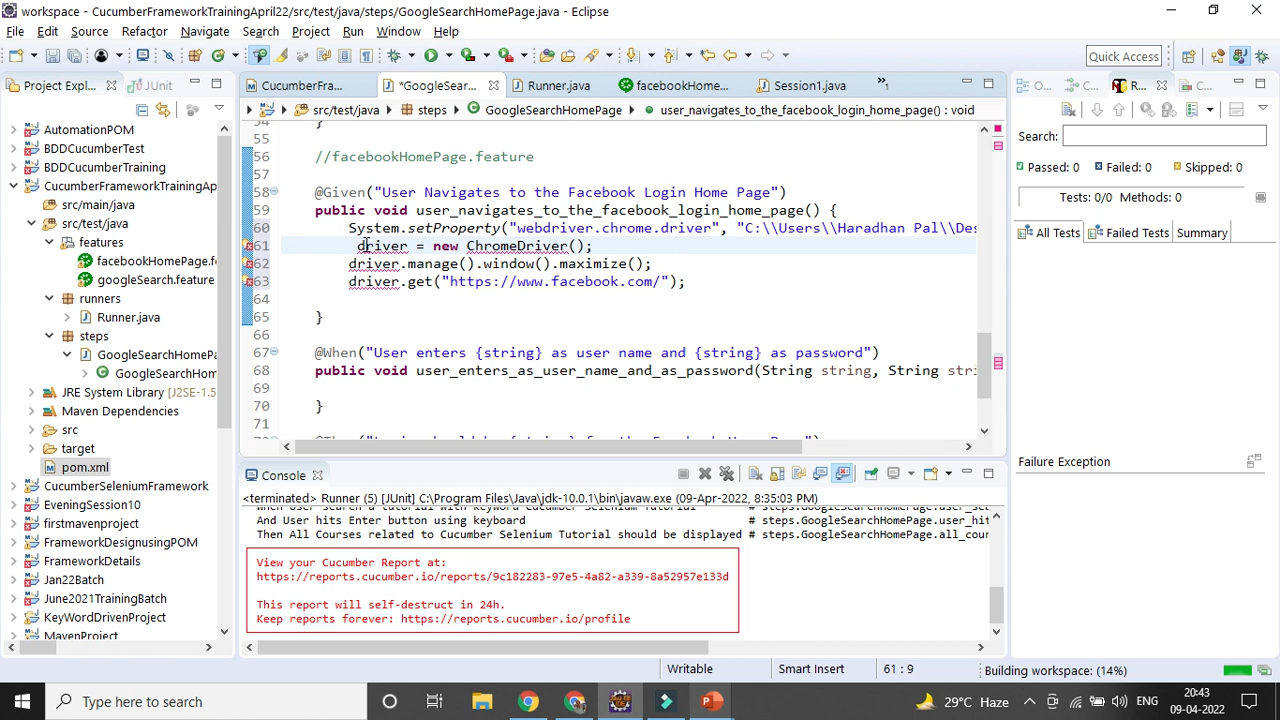 workspace - CucumberFrameworkTrainingApril22/src/test/java/steps/GoogleSearchHomePage.java - Eclipse
File Edit Source Refactor Navigate Search Project Run Window Help
Quick Access
Project Explo... JUnit
CucumberFra... *GoogleSear... Runner.java facebookHome... Session1.java
O... C... R... C...
src/test/java steps GoogleSearchHomePage user_navigates_to_the_facebook_login_home_page() : void
AutomationPOM
BDDCucumberTest
BDDCucumberTraining
CucumberFrameworkTrainingAp
src/main/java
src/test/java
features
facebookHomePage.f
googleSearch.feature
runners
Runner.java
steps
GoogleSearchHomeP
GoogleSearchHom
JRE System Library [J2SE-1.5
Maven Dependencies
src
target
pom.xml
CucumberSeleniumFramework
EveningSession10
firstmavenproject
FrameworkDesignusingPOM
FrameworkDetails
Jan22Batch
June2021TrainingBatch
KeyWordDrivenProject
MavenProject
54 }
55
56 //facebookHomePage.feature
57
58 @Given("User Navigates to the Facebook Login Home Page")
59 public void user_navigates_to_the_facebook_login_home_page() {
60 System.setProperty("webdriver.chrome.driver", "C:\\Users\\Haradhan Pal\\Des
61 driver = new ChromeDriver();
62 driver.manage().window().maximize();
63 driver.get("https://www.facebook.com/");
64
65 }
66
67 @When("User enters {string} as user name and {string} as password")
68 public void user_enters_as_user_name_and_as_password(String string, String stri
69
70 }
71
Search:
Passed: 0 Failed: 0 Skipped: 0
Tests: 0/0 Methods: 0
All Tests Failed Tests Summary
Failure Exception
Console
<terminated> Runner (5) [JUnit] C:\Program Files\Java\jdk-10.0.1\bin\javaw.exe (09-Apr-2022, 8:35:03 PM)
And User hits Enter button using keyboard # steps.GoogleSearchHomePage.user_hit
Then All Courses related to Cucumber Selenium Tutorial should be displayed # steps.GoogleSearchHomePage.all_cou
View your Cucumber Report at:
https://reports.cucumber.io/reports/9c182283-97e5-4a82-a339-8a52957e133d
This report will self-destruct in 24h.
Keep reports forever: https://reports.cucumber.io/profile
Writable Smart Insert 61 : 9 Building workspace: (14%)
Type here to search
29°C Haze
ENG
20:43
09-04-2022